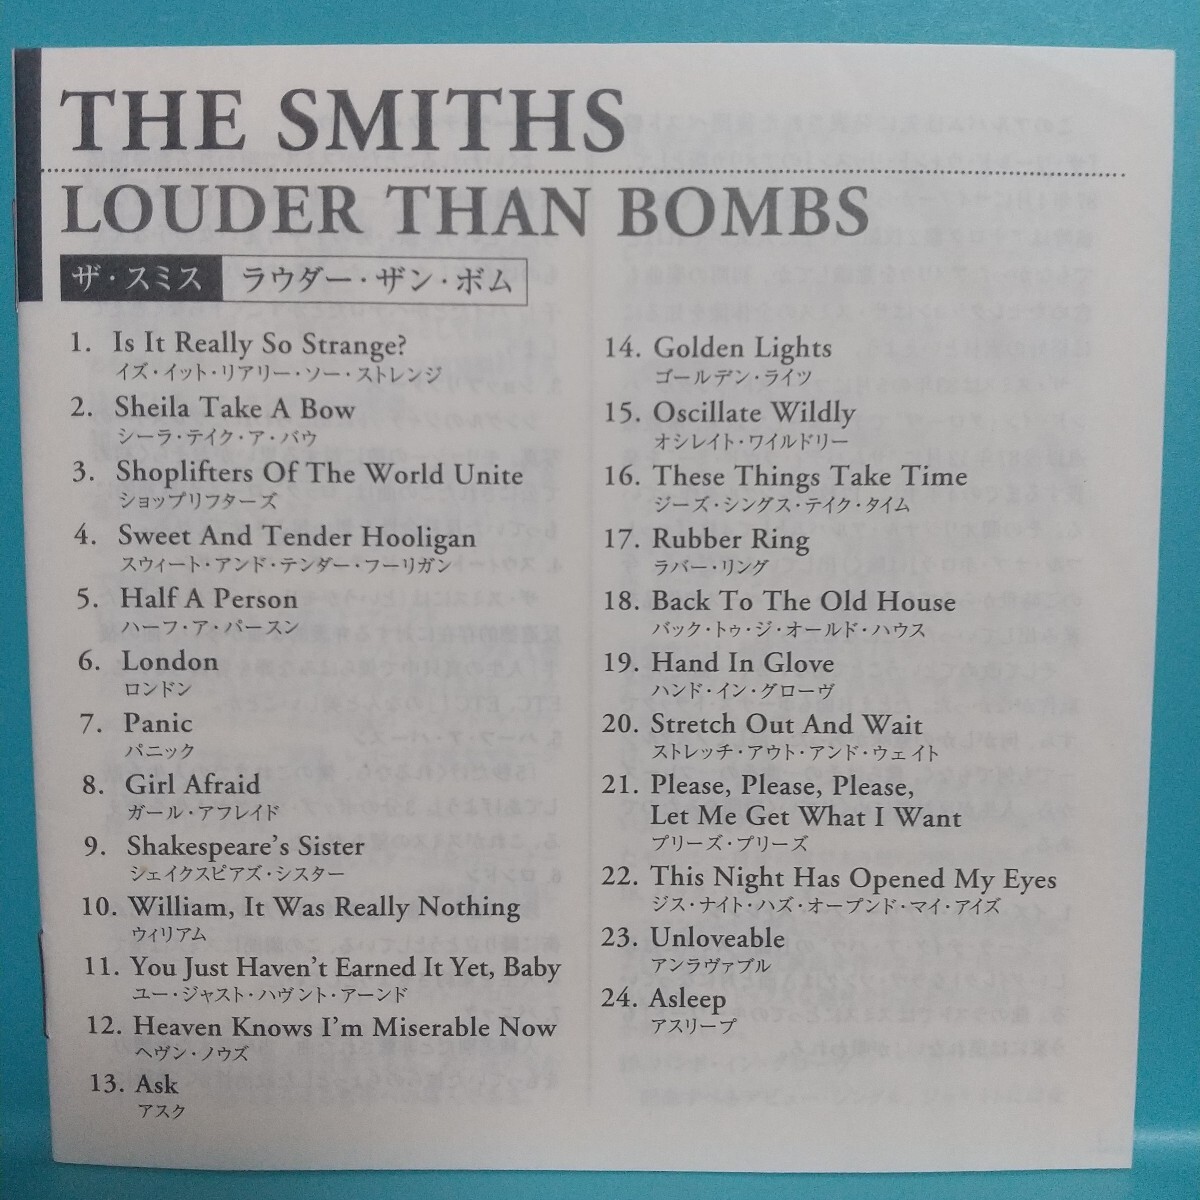 THE SMITHS
LOUDER THAN BOMBS
ザ・スミス ラウダー・ザン・ボム
1. Is It Really So Strange?
イズ・イット・リアリー・ソー・ストレンジ
2. Sheila Take A Bow
シーラ・テイク・ア・バウ
3. Shoplifters Of The World Unite
ショップリフターズ
4. Sweet And Tender Hooligan
スウィート・アンド・テンダー・フーリガン
5. Half A Person
ハーフ・ア・パースン
6. London
ロンドン
7. Panic
パニック
8. Girl Afraid
ガール・アフレイド
9. Shakespeare's Sister
シェイクスピアズ・シスター
10. William, It Was Really Nothing
ウィリアム
11. You Just Haven't Earned It Yet, Baby
ユー・ジャスト・ハヴント・アーンド
12. Heaven Knows I'm Miserable Now
ヘヴン・ノウズ
13. Ask
アスク
14. Golden Lights
ゴールデン・ライツ
15. Oscillate Wildly
オシレイト・ワイルドリー
16. These Things Take Time
ジーズ・シングス・テイク・タイム
17. Rubber Ring
ラバー・リング
18. Back To The Old House
バック・トゥ・ジ・オールド・ハウス
19. Hand In Glove
ハンド・イン・グローヴ
20. Stretch Out And Wait
ストレッチ・アウト・アンド・ウェイト
21. Please, Please, Please,
Let Me Get What I Want
プリーズ・プリーズ
22. This Night Has Opened My Eyes
ジス・ナイト・ハズ・オープンド・マイ・アイズ
23. Unloveable
アンラヴァブル
24. Asleep
アスリープ